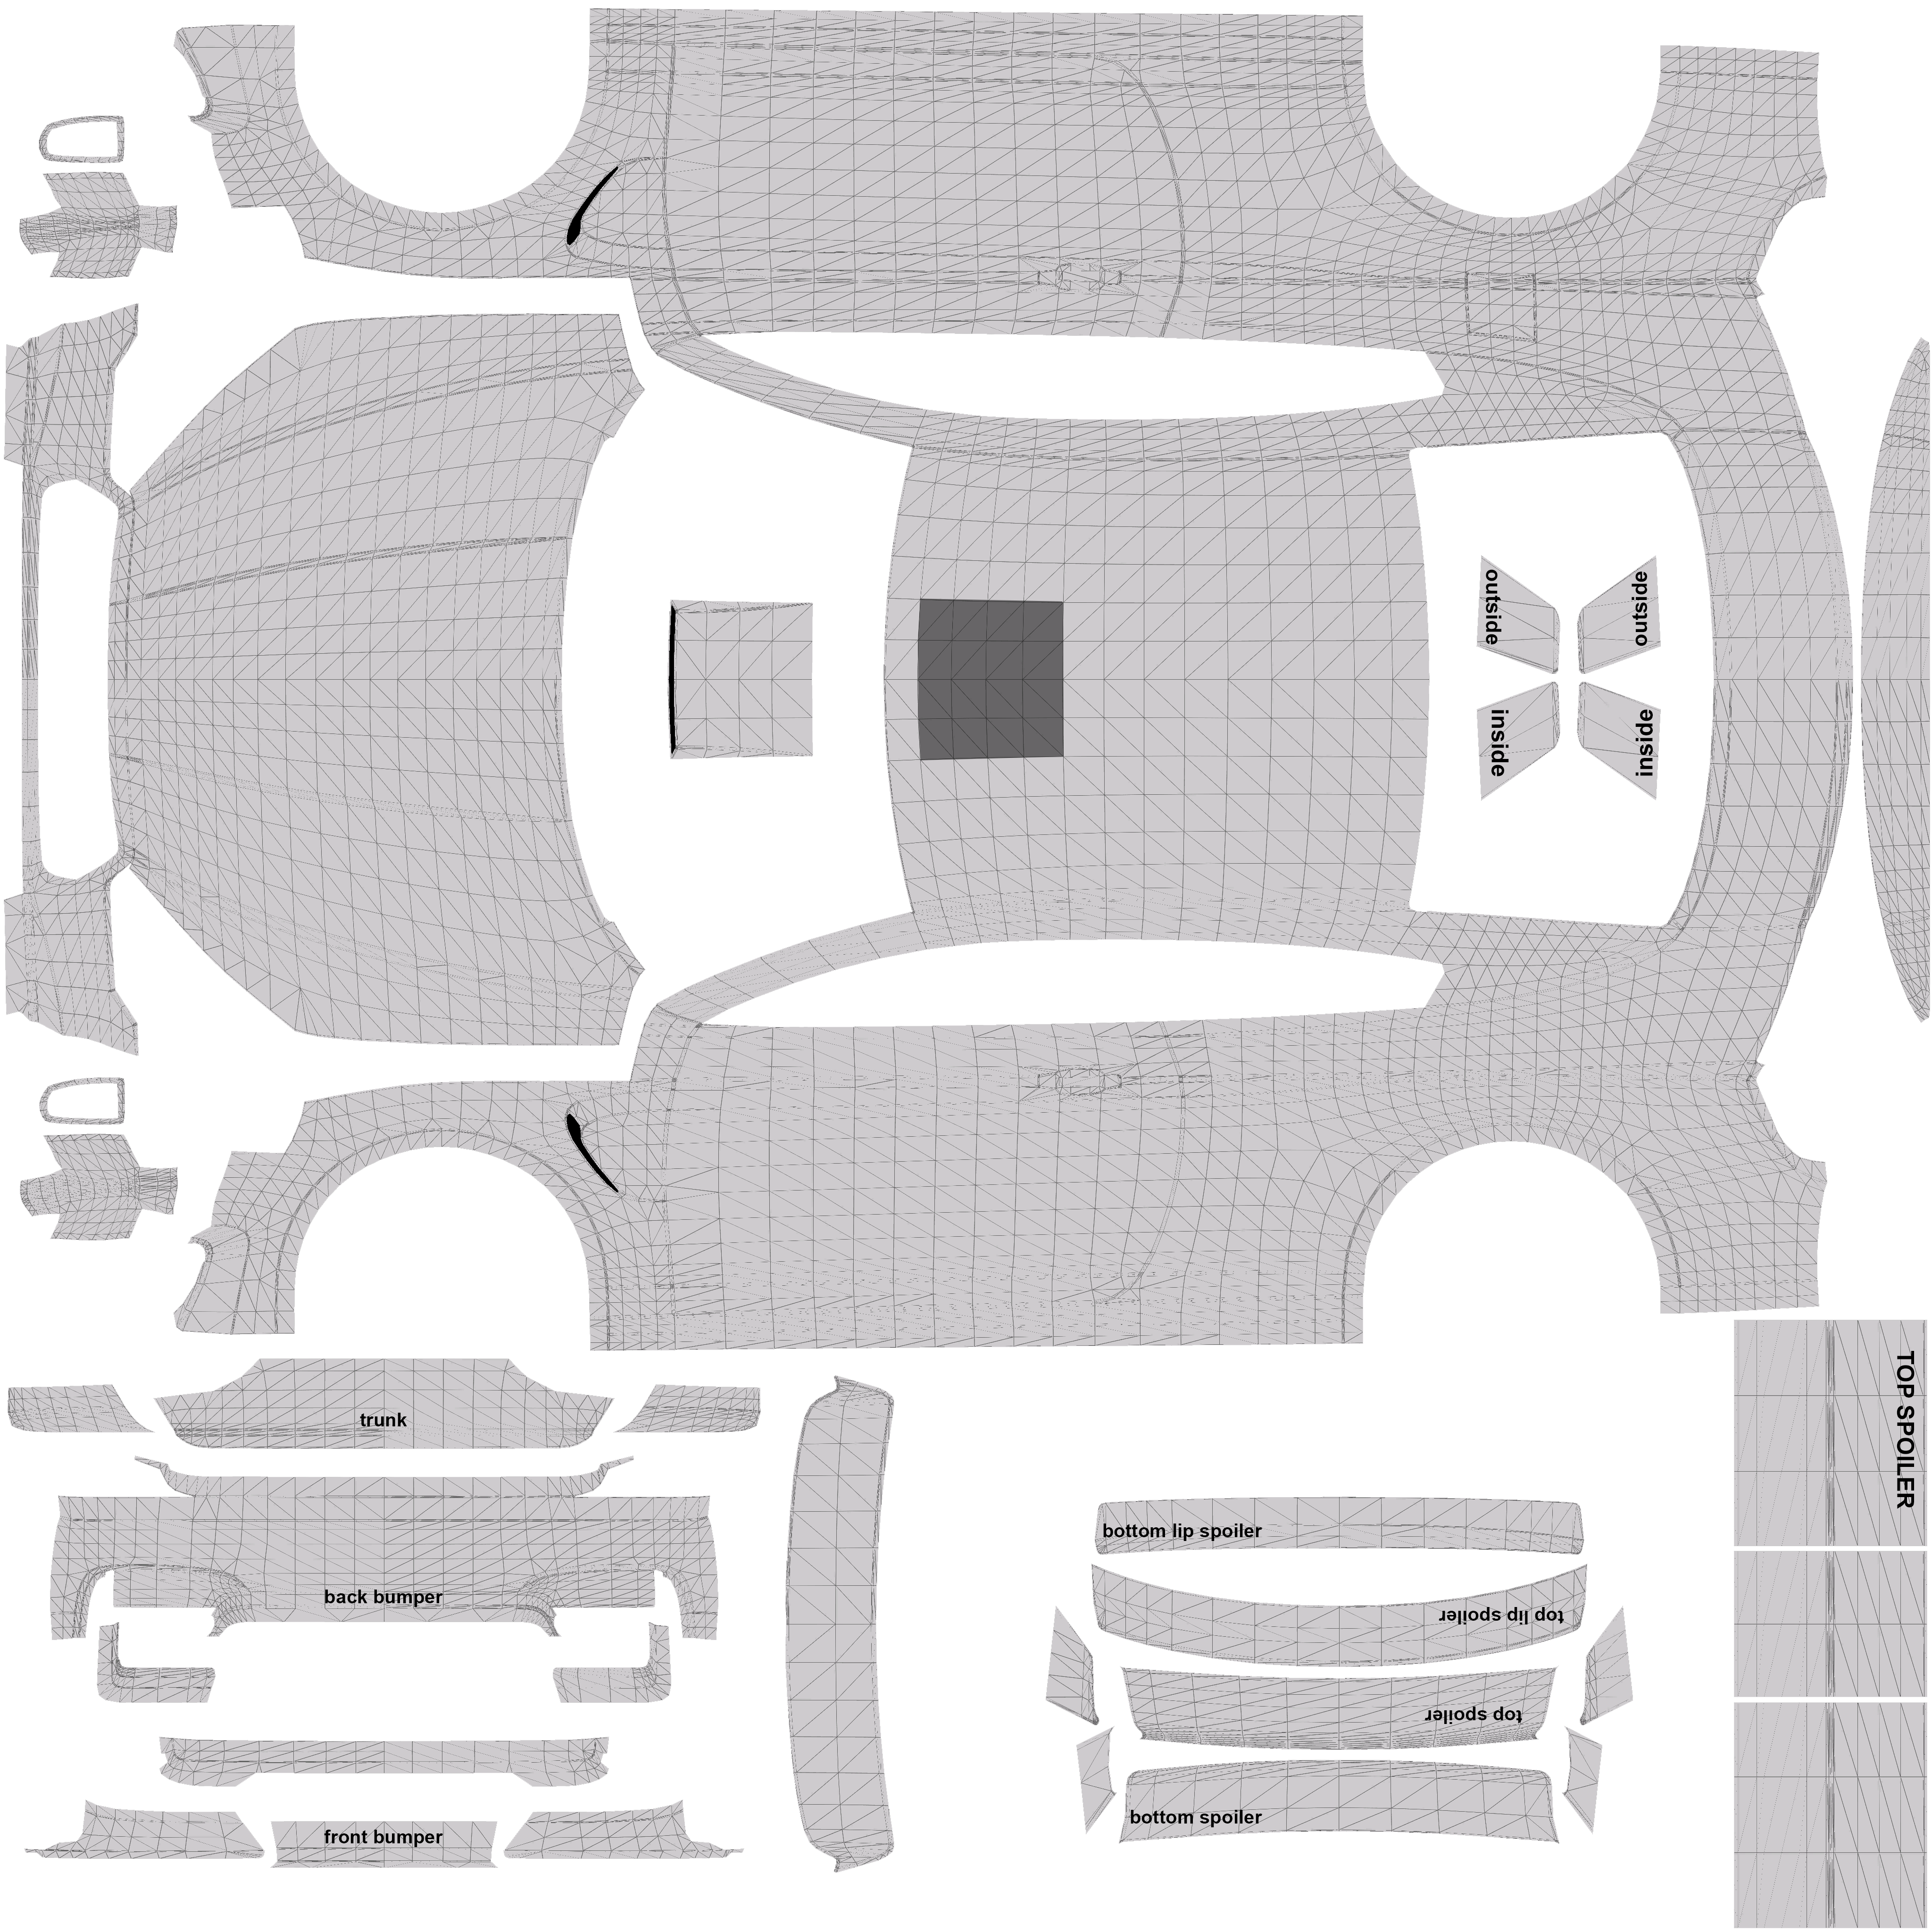 outside
outside
inside
inside
TOP SPOILER
trunk
bottom lip spoiler
back bumper
top lip spoiler
top spoiler
bottom spoiler
front bumper